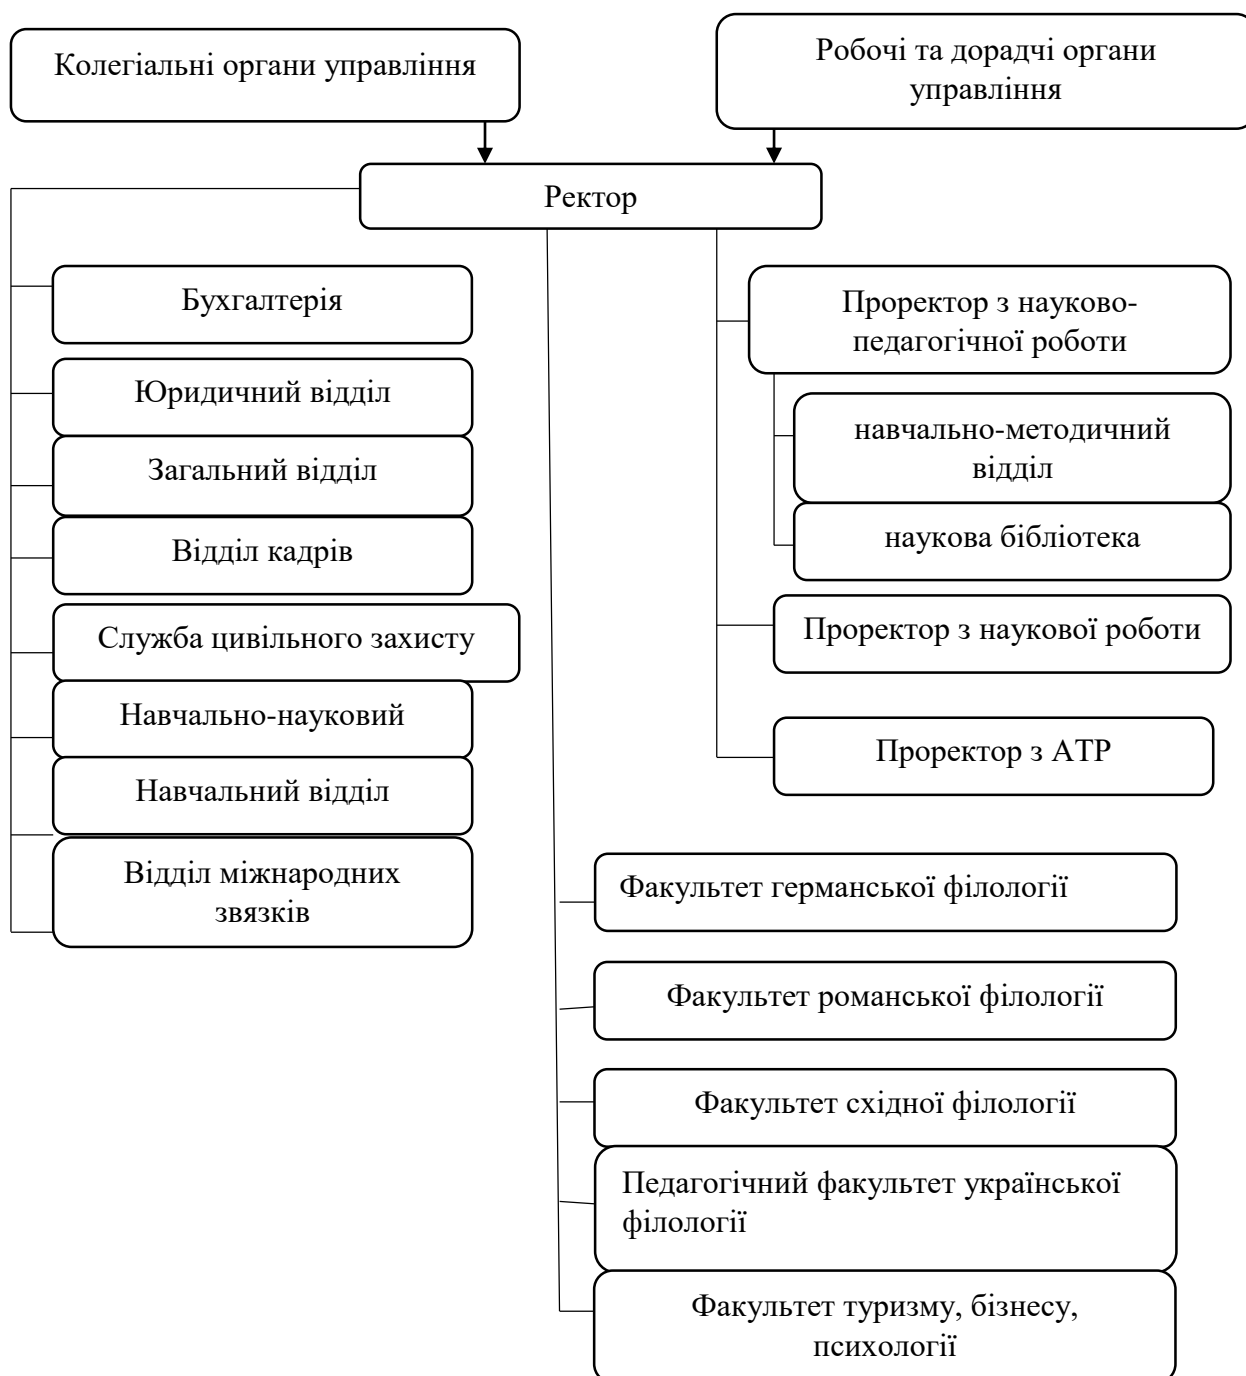 Колегіальні органи управління
Робочі та дорадчі органи
управління
Ректор
Бухгалтерія
Юридичний відділ
Загальний відділ
Відділ кадрів
Служба цивільного захисту
Навчально-науковий
Навчальний відділ
Відділ міжнародних
звязків
Проректор з науково-
педагогічної роботи
навчально-методичний
відділ
наукова бібліотека
Проректор з наукової роботи
Проректор з АТР
Факультет германської філології
Факультет романської філології
Факультет східної філології
Педагогічний факультет української
філології
Факультет туризму, бізнесу,
психології